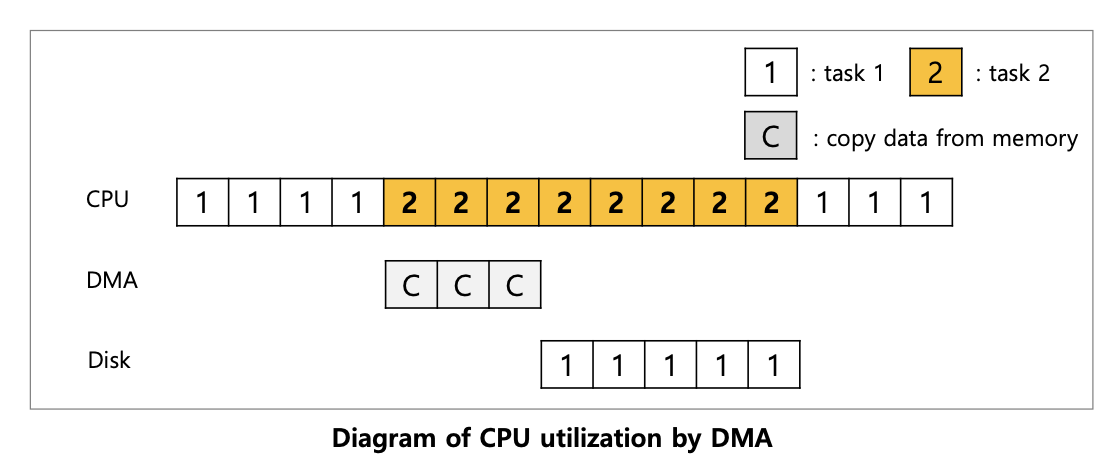 1 : task 1 2 : task 2
C : copy data from memory
CPU 1 1 1 1 2 2 2 2 2 2 2 2 1 1 1
DMA C C C
Disk 1 1 1 1 1
Diagram of CPU utilization by DMA